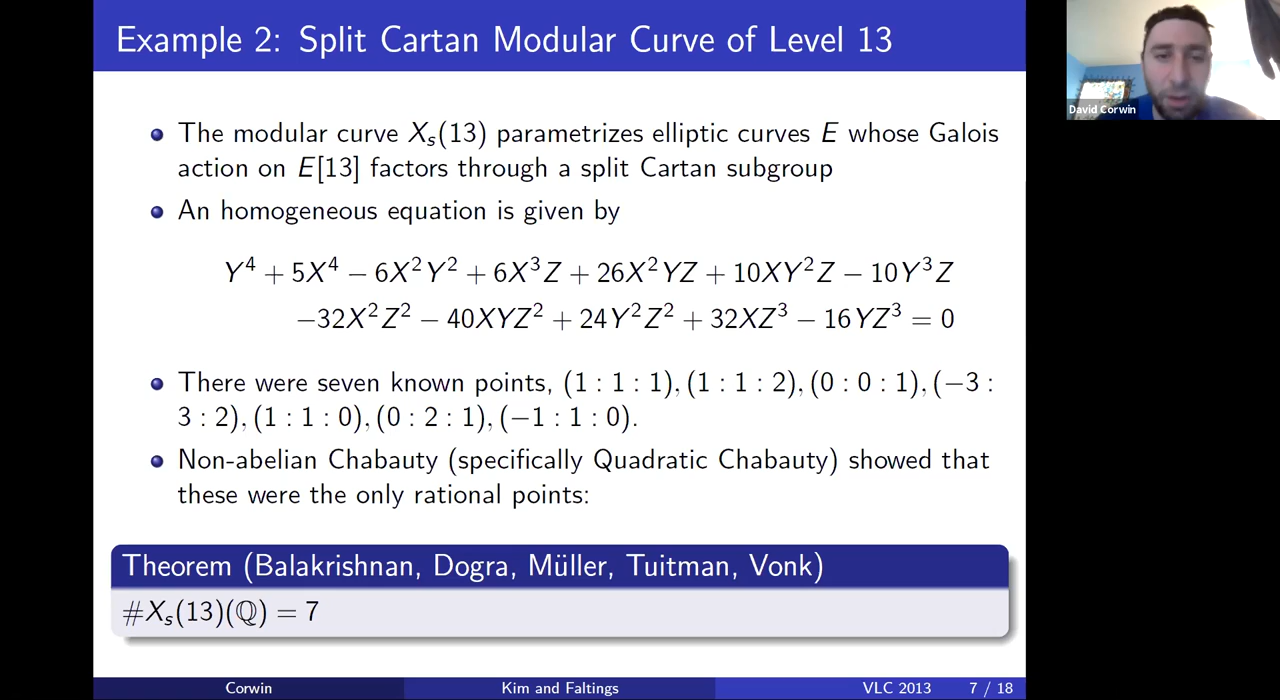 Example 2: Split Cartan Modular Curve of Level 13
The modular curve Xₛ(13) parametrizes elliptic curves E whose Galois
action on E[13] factors through a split Cartan subgroup
An homogeneous equation is given by
Y⁴ + 5X⁴ − 6X²Y² + 6X³Z + 26X²YZ + 10XY²Z − 10Y³Z
−32X²Z² − 40XYZ² + 24Y²Z² + 32XZ³ − 16YZ³ = 0
There were seven known points, (1 : 1 : 1), (1 : 1 : 2), (0 : 0 : 1), (−3 :
3 : 2), (1 : 1 : 0), (0 : 2 : 1), (−1 : 1 : 0).
Non-abelian Chabauty (specifically Quadratic Chabauty) showed that
these were the only rational points:
Theorem (Balakrishnan, Dogra, Müller, Tuitman, Vonk)
#Xₛ(13)(ℚ) = 7
Corwin
Kim and Faltings
VLC 2013
7 / 18
David Corwin